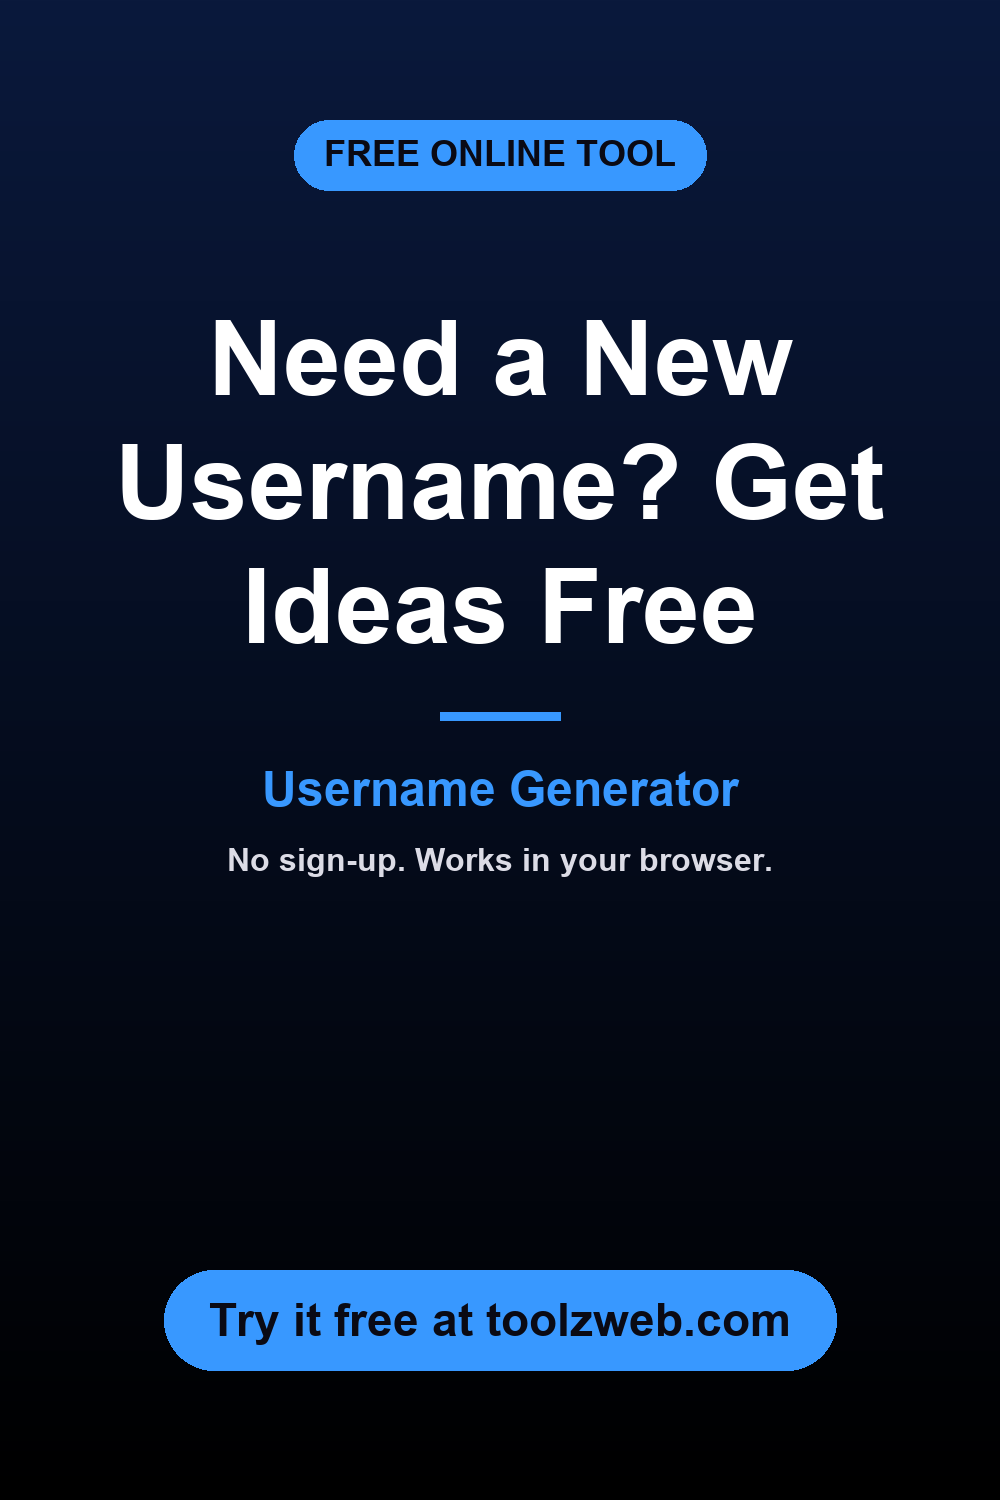 FREE ONLINE TOOL
Need a New
Username? Get
Ideas Free
Username Generator
No sign-up. Works in your browser.
Try it free at toolzweb.com